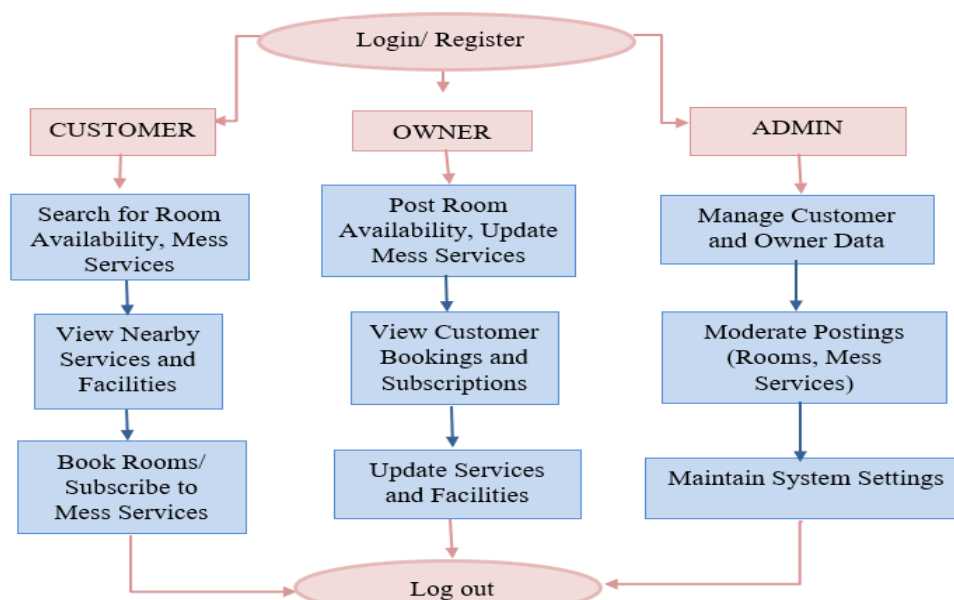 Login/ Register
CUSTOMER
OWNER
ADMIN
Search for Room
Availability, Mess
Services
Post Room
Availability, Update
Mess Services
Manage Customer
and Owner Data
View Nearby
Services and
Facilities
View Customer
Bookings and
Subscriptions
Moderate Postings
(Rooms, Mess
Services)
Book Rooms/
Subscribe to
Mess Services
Update Services
and Facilities
Maintain System Settings
Log out